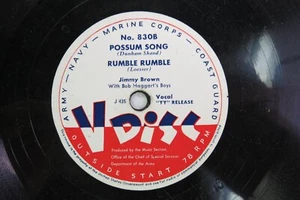 ARMY - NAVY - MARINE CORPS - COAST GUARD
No. 830B
POSSUM SONG
(Dunham Shand)
RUMBLE RUMBLE
(Loesser)
Jimmy Brown
With Bob Haggart's Boys
J 435
Vocal
"YT" RELEASE
V DISC
Produced by the Music Section
Office of the Chief of Special Services
Department of the Army
OUTSIDE START 78 RPM